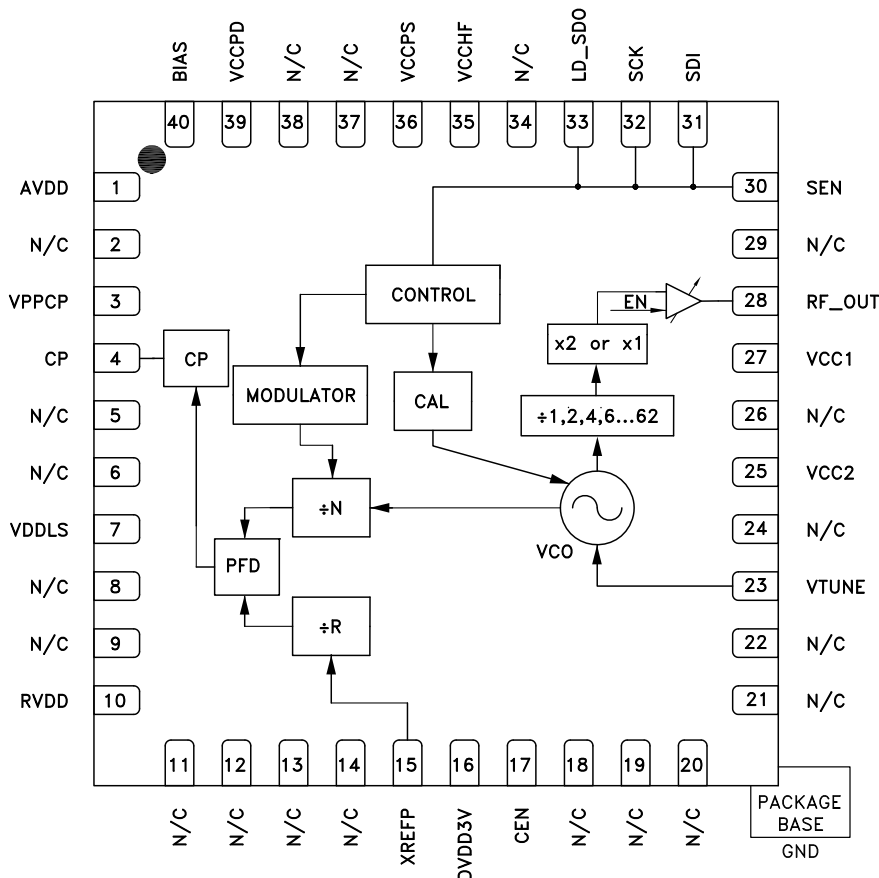 BIAS
VCCPD
N/C
N/C
VCCPS
VCCHF
N/C
LD_SDO
SCK
SDI
40
39
38
37
36
35
34
33
32
31
AVDD
1
30
SEN
N/C
2
29
N/C
VPPCP
3
CONTROL
EN
28
RF_OUT
CP
4
CP
x2 or x1
27
VCC1
MODULATOR
CAL
N/C
5
÷1,2,4,6...62
26
N/C
N/C
6
25
VCC2
÷N
VDDLS
7
VCO
24
N/C
PFD
N/C
8
23
VTUNE
÷R
N/C
9
22
N/C
RVDD
10
21
N/C
11
12
13
14
15
16
17
18
19
20
N/C
N/C
N/C
N/C
XREFP
DVDD3V
CEN
N/C
N/C
N/C
PACKAGE
BASE
GND